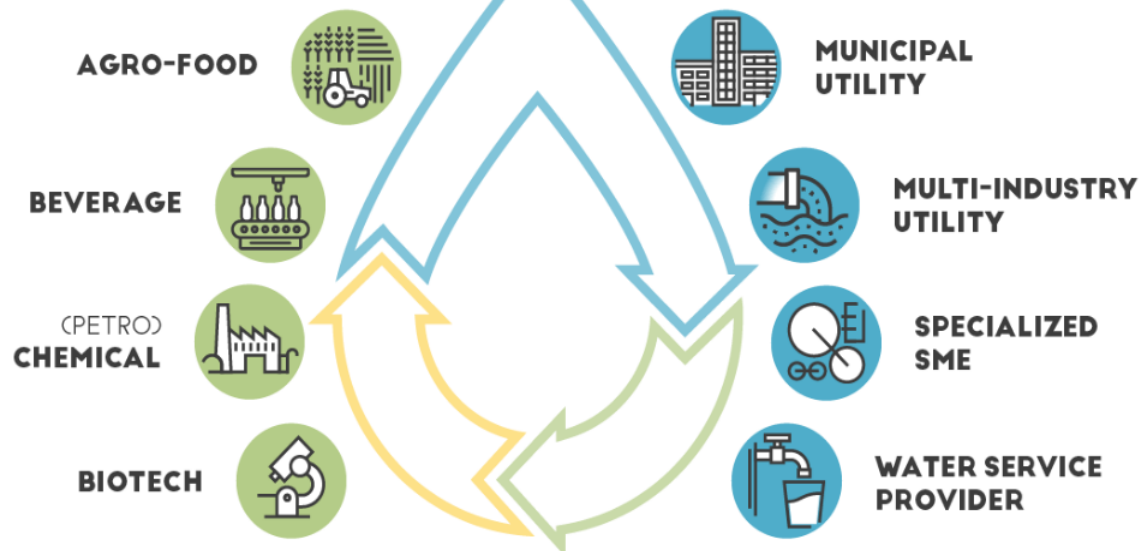 AGRO-FOOD
BEVERAGE
(PETRO)
CHEMICAL
BIOTECH
MUNICIPAL
UTILITY
MULTI-INDUSTRY
UTILITY
SPECIALIZED
SME
WATER SERVICE
PROVIDER